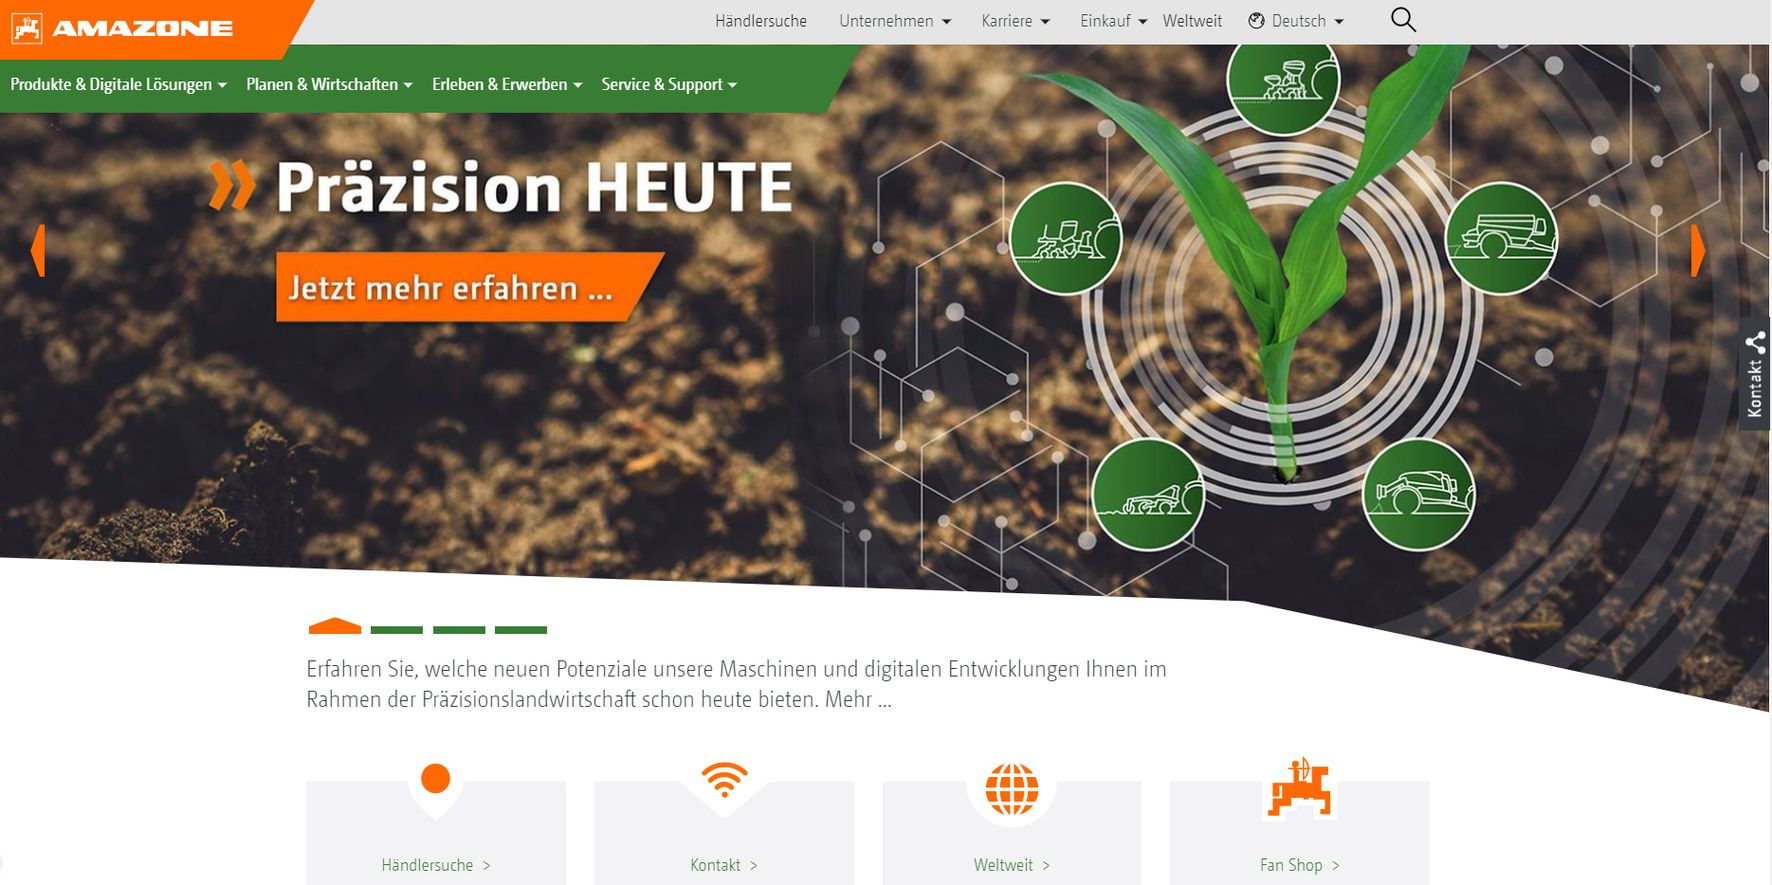 AMAZONE
Händlersuche Unternehmen Karriere Einkauf Weltweit Deutsch
Produkte & Digitale Lösungen Planen & Wirtschaften Erleben & Erwerben Service & Support
Präzision HEUTE
Jetzt mehr erfahren ...
Kontakt
Erfahren Sie, welche neuen Potenziale unsere Maschinen und digitalen Entwicklungen Ihnen im
Rahmen der Präzisionslandwirtschaft schon heute bieten. Mehr ...
Händlersuche > Kontakt > Weltweit > Fan Shop >